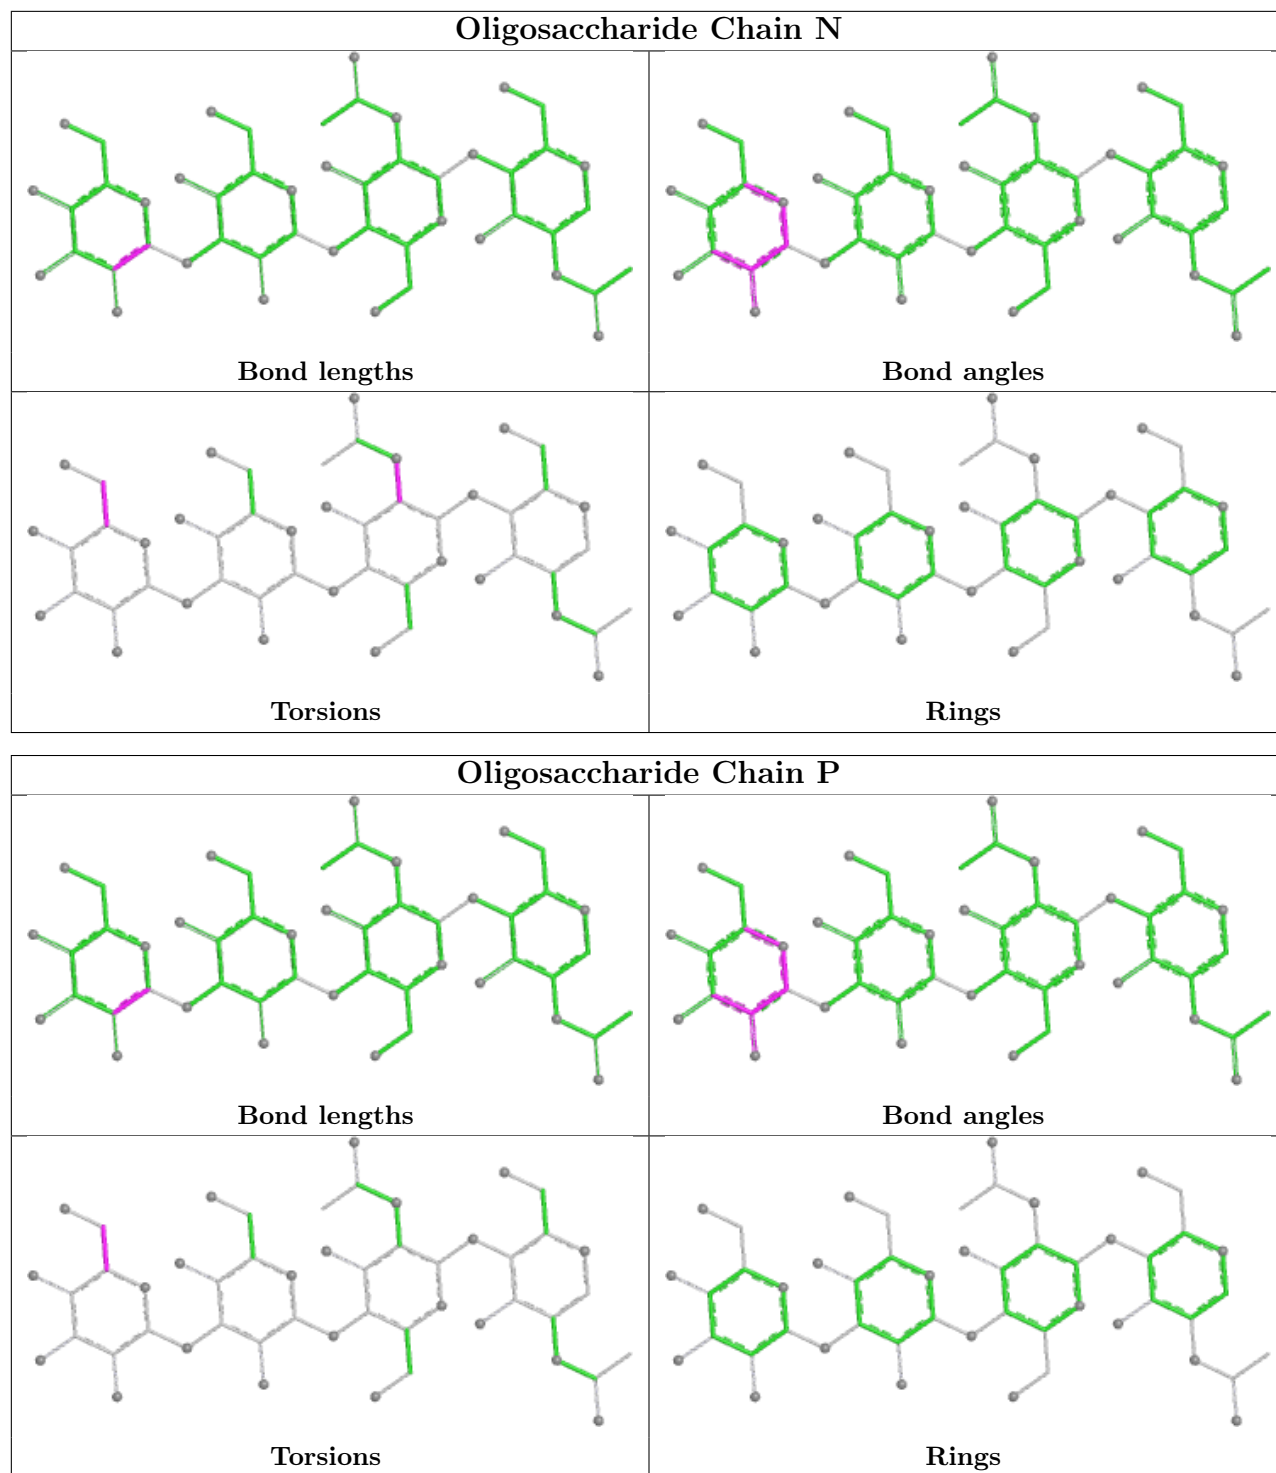 Oligosaccharide Chain N
Bond lengths
Bond angles
Torsions
Rings
Oligosaccharide Chain P
Bond lengths
Bond angles
Torsions
Rings